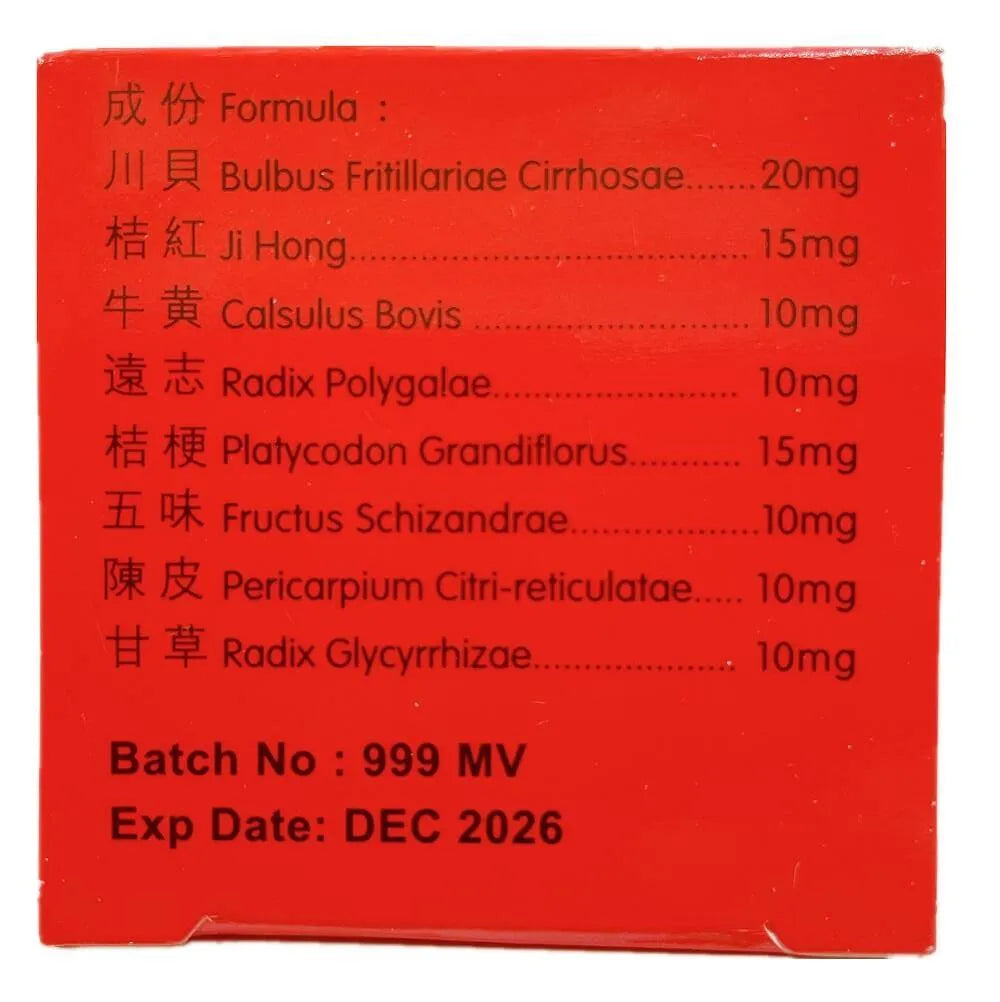 成份 Formula :
川貝 Bulbus Fritillariae Cirrhosae.......20mg
桔紅 Ji Hong................................................ 15mg
牛黄 Calsulus Bovis ................................. 10mg
遠志 Radix Polygalae............................. 10mg
桔梗 Platycodon Grandiflorus........... 15mg
五味 Fructus Schizandrae.......................10mg
陳皮 Pericarpium Citri-reticulatae..... 10mg
甘草 Radix Glycyrrhizae........................ 10mg
Batch No : 999 MV
Exp Date: DEC 2026